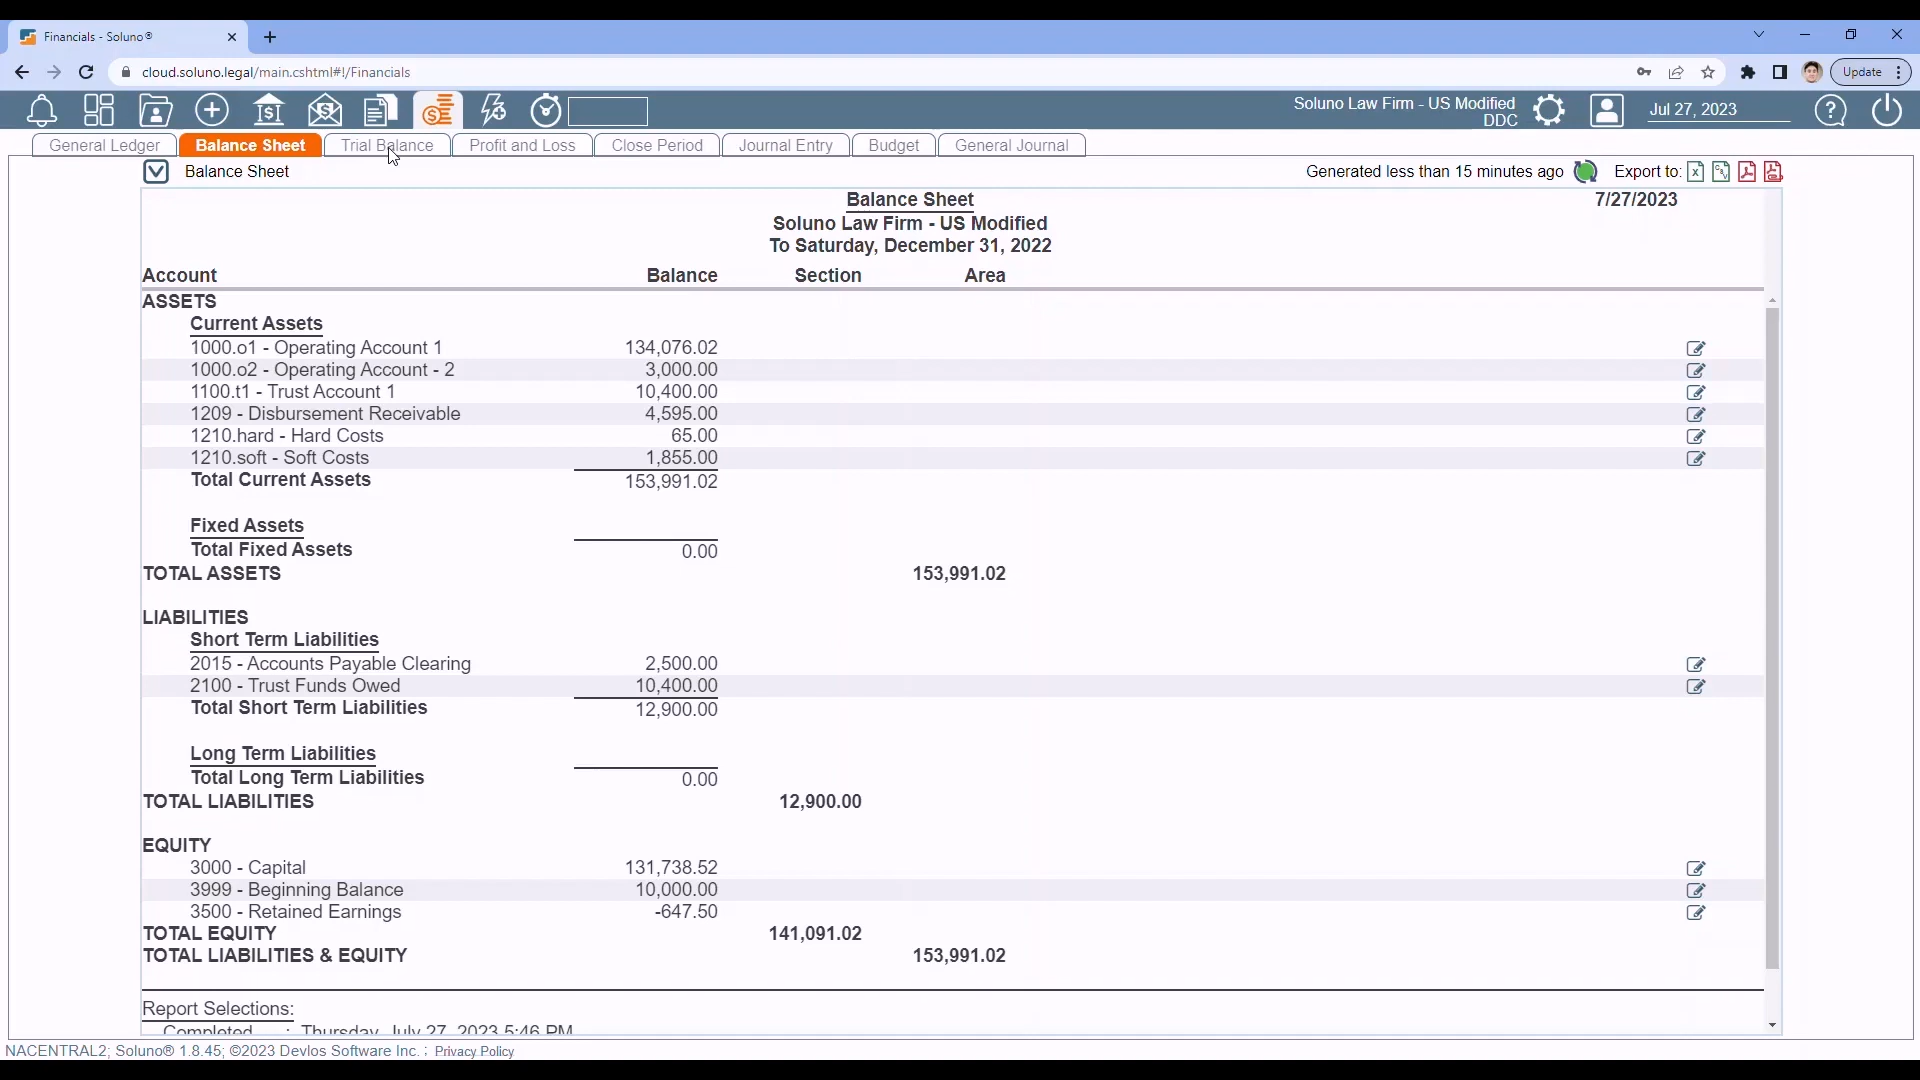 Financials - Soluno®
cloud.soluno.legal/main.cshtml#!/Financials
Update
Soluno Law Firm - US Modified
DDC
Jul 27, 2023
General Ledger
Balance Sheet
Trial Balance
Profit and Loss
Close Period
Journal Entry
Budget
General Journal
Balance Sheet
Generated less than 15 minutes ago
Export to:
Balance Sheet
7/27/2023
Soluno Law Firm - US Modified
To Saturday, December 31, 2022
Account Balance Section Area
ASSETS
Current Assets
1000.o1 - Operating Account 1 134,076.02
1000.o2 - Operating Account - 2 3,000.00
1100.t1 - Trust Account 1 10,400.00
1209 - Disbursement Receivable 4,595.00
1210.hard - Hard Costs 65.00
1210.soft - Soft Costs 1,855.00
Total Current Assets 153,991.02
Fixed Assets
Total Fixed Assets 0.00
TOTAL ASSETS 153,991.02
LIABILITIES
Short Term Liabilities
2015 - Accounts Payable Clearing 2,500.00
2100 - Trust Funds Owed 10,400.00
Total Short Term Liabilities 12,900.00
Long Term Liabilities
Total Long Term Liabilities 0.00
TOTAL LIABILITIES 12,900.00
EQUITY
3000 - Capital 131,738.52
3999 - Beginning Balance 10,000.00
3500 - Retained Earnings -647.50
TOTAL EQUITY 141,091.02
TOTAL LIABILITIES & EQUITY 153,991.02
Report Selections:
Completed : Thursday, July 27, 2023 5:46 PM
NACENTRAL2; Soluno® 1.8.45; ©2023 Devlos Software Inc. ; Privacy Policy